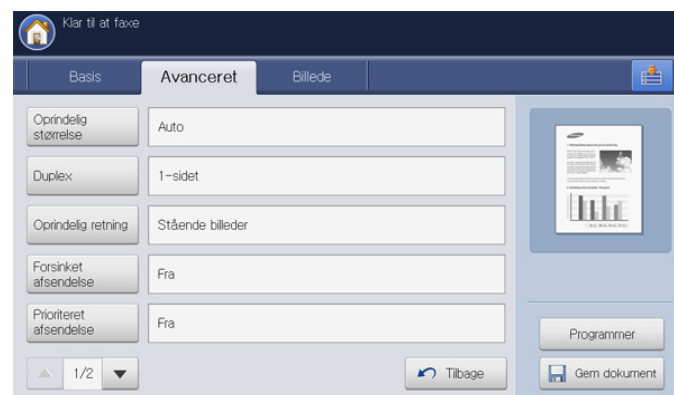 Klar til at faxe
Basis
Avanceret
Billede
Oprindelig
størrelse
Auto
Duplex
1-sidet
Oprindelig retning
Stående billeder
Forsinket
afsendelse
Fra
Prioriteret
afsendelse
Fra
Programmer
1/2
Tilbage
Gem dokument